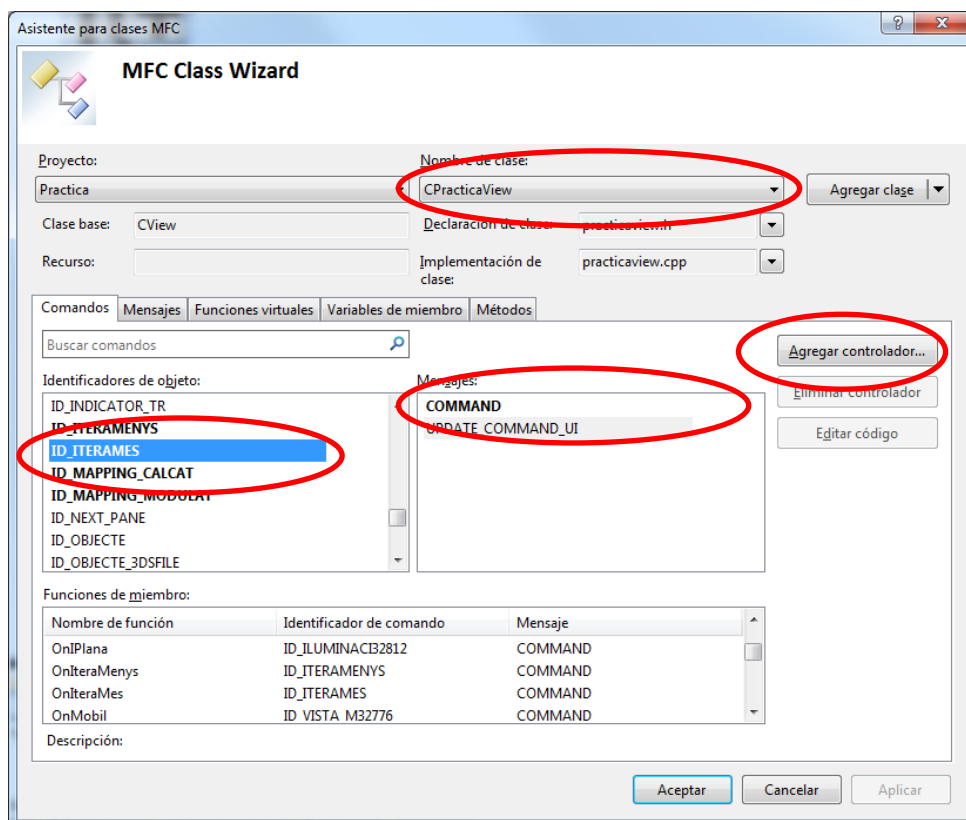 Asistente para clases MFC
MFC Class Wizard
Proyecto: Nombre de clase:
Practica CPracticaView Agregar clase
Clase base: CView Declaración de clase: practicaview.h
Recurso: Implementación de clase: practicaview.cpp
Comandos Mensajes Funciones virtuales Variables de miembro Métodos
Buscar comandos
Agregar controlador...
Identificadores de objeto: Mensajes:
Eliminar controlador
ID_INDICATOR_TR COMMAND
ID_ITERAMENYS UPDATE_COMMAND_UI
Editar código
ID_ITERAMES
ID_MAPPING_CALCAT
ID_MAPPING_MODULAT
ID_NEXT_PANE
ID_OBJECTE
ID_OBJECTE_3DSFILE
Funciones de miembro:
Nombre de función Identificador de comando Mensaje
OnIPlana ID_ILUMINACI32812 COMMAND
OnIteraMenys ID_ITERAMENYS COMMAND
OnIteraMes ID_ITERAMES COMMAND
OnMobil ID_VISTA_M32776 COMMAND
Descripción:
Aceptar Cancelar Aplicar